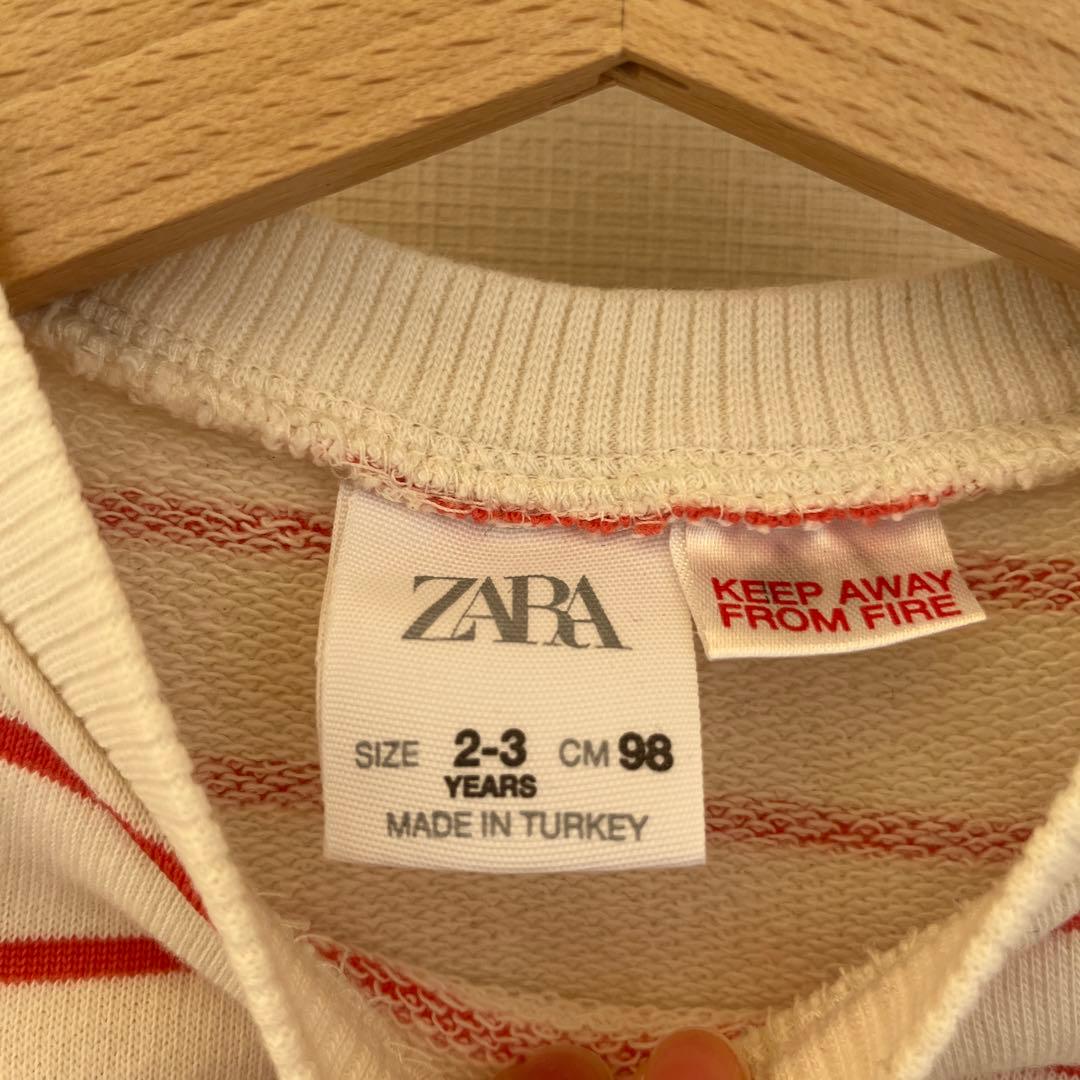 ZARA
SIZE 2-3 CM 98
YEARS
MADE IN TURKEY
KEEP AWAY
FROM FIRE